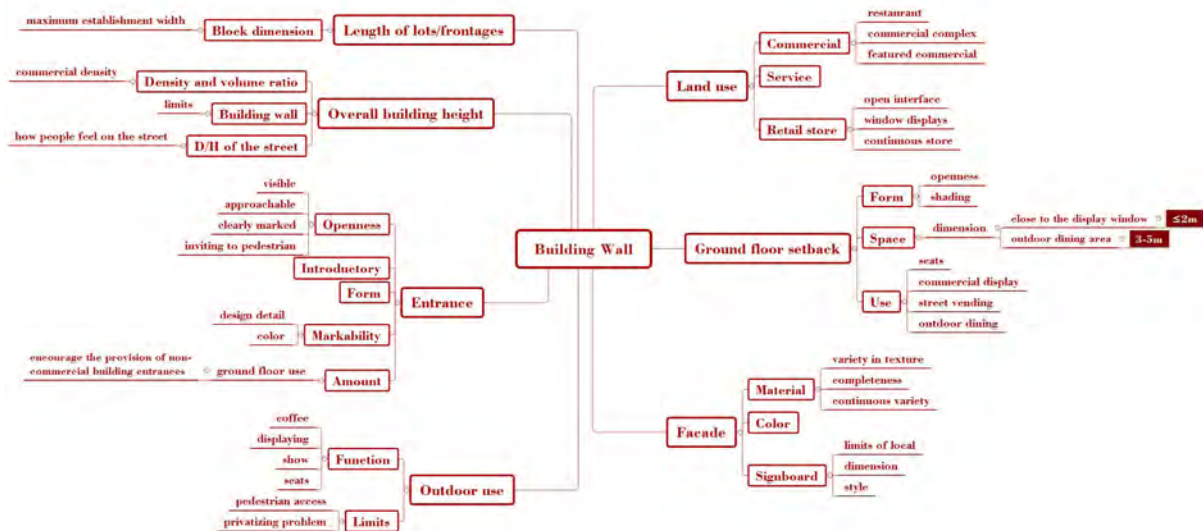 Building Wall
Length of lots/frontages
Block dimension
maximum establishment width
Overall building height
Density and volume ratio
commercial density
Building wall
limits
D/H of the street
how people feel on the street
Entrance
Openness
visible
approachable
clearly marked
inviting to pedestrian
Introductory
Form
Markability
design detail
color
Amount
ground floor use
encourage the provision of non-
commercial building entrances
Outdoor use
Function
coffee
displaying
show
seats
Limits
pedestrian access
privatizing problem
Land use
Commercial
restaurant
commercial complex
featured commercial
Service
Retail store
open interface
window displays
continuous store
Ground floor setback
Form
openness
shading
Space
dimension
close to the display window
≤2m
outdoor dining area
3-5m
Use
seats
commercial display
street vending
outdoor dining
Facade
Material
variety in texture
completeness
continuous variety
Color
Signboard
limits of local
dimension
style